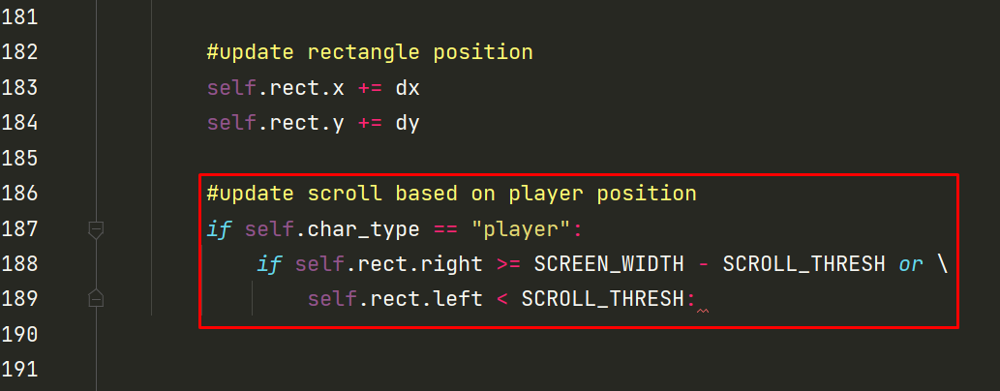 181
182 #update rectangle position
183 self.rect.x += dx
184 self.rect.y += dy
185
186 #update scroll based on player position
187 if self.char_type == "player":
188 if self.rect.right >= SCREEN_WIDTH - SCROLL_THRESH or \
189 self.rect.left < SCROLL_THRESH:
190
191